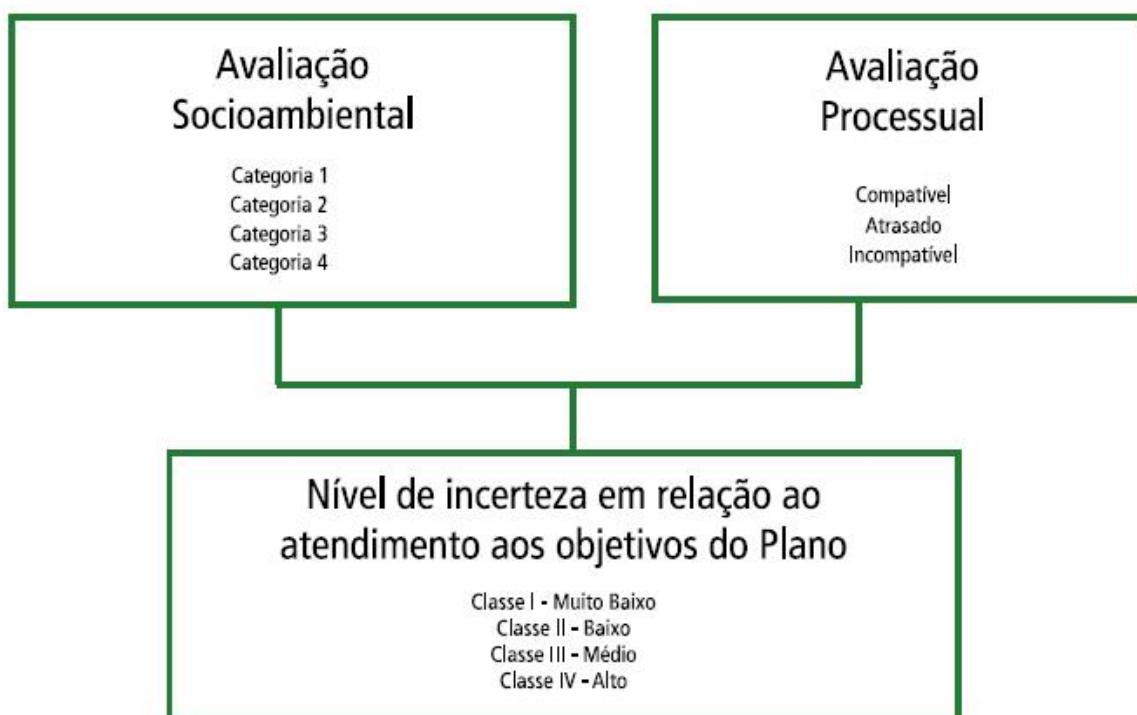 Avaliação
Socioambiental
Categoria 1
Categoria 2
Categoria 3
Categoria 4
Avaliação
Processual
Compatível
Atrasado
Incompatível
Nível de incerteza em relação ao
atendimento aos objetivos do Plano
Classe I - Muito Baixo
Classe II - Baixo
Classe III - Médio
Classe IV - Alto